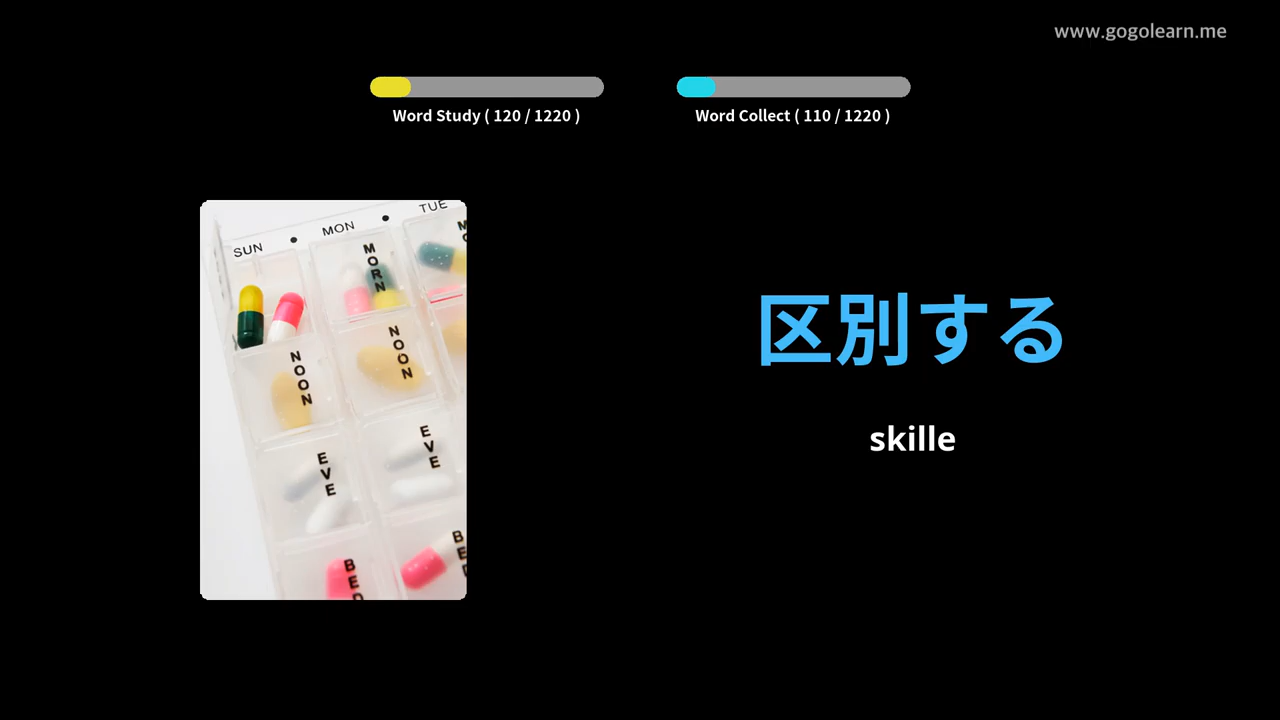 www.gogolearn.me
Word Study ( 120 / 1220 )
Word Collect ( 110 / 1220 )
SUN • MON • TUE
MORN
NOON
NOON
EVE
EVE
区別する
skille